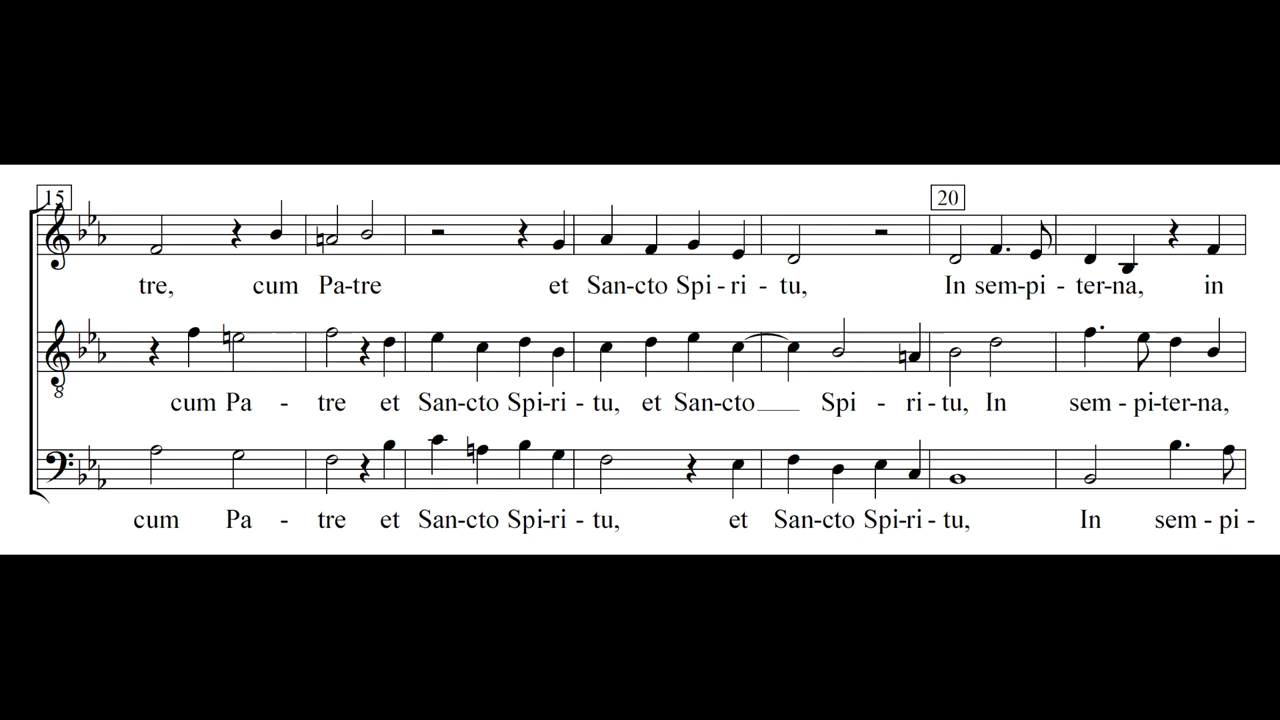 15
20
tre, cum Pa-tre et San-cto Spi-ri-tu, In sem-pi-ter-na, in
8
cum Pa-tre et San-cto Spi-ri-tu, et San-cto Spi-ri-tu, In sem-pi-ter-na,
cum Pa-tre et San-cto Spi-ri-tu, et San-cto Spi-ri-tu, In sem-pi-